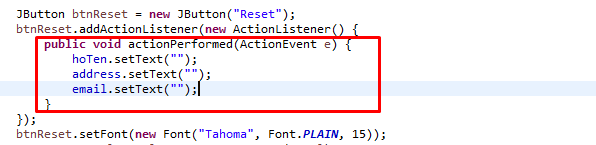 JButton btnReset = new JButton("Reset");
btnReset.addActionListener(new ActionListener() {
public void actionPerformed(ActionEvent e) {
hoTen.setText("");
address.setText("");
email.setText("");
}
});
btnReset.setFont(new Font("Tahoma", Font.PLAIN, 15));